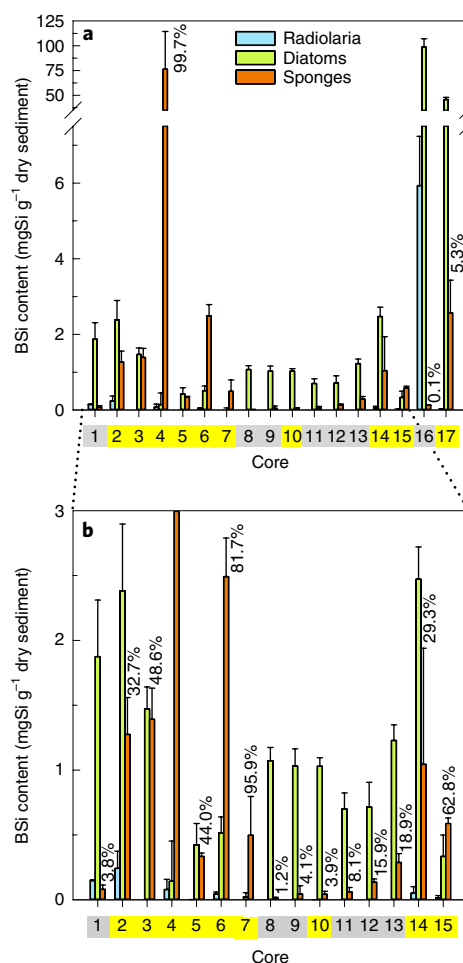 a
Radiolaria
Diatoms
Sponges
BSi content (mgSi g⁻¹ dry sediment)
125
100
75
50
6
4
2
0
99.7%
0.1%
5.3%
1 2 3 4 5 6 7 8 9 10 11 12 13 14 15 16 17
Core
b
BSi content (mgSi g⁻¹ dry sediment)
3
2
1
0
3.8%
32.7%
48.6%
44.0%
81.7%
95.9%
1.2%
4.1%
3.9%
8.1%
15.9%
18.9%
29.3%
62.8%
1 2 3 4 5 6 7 8 9 10 11 12 13 14 15
Core